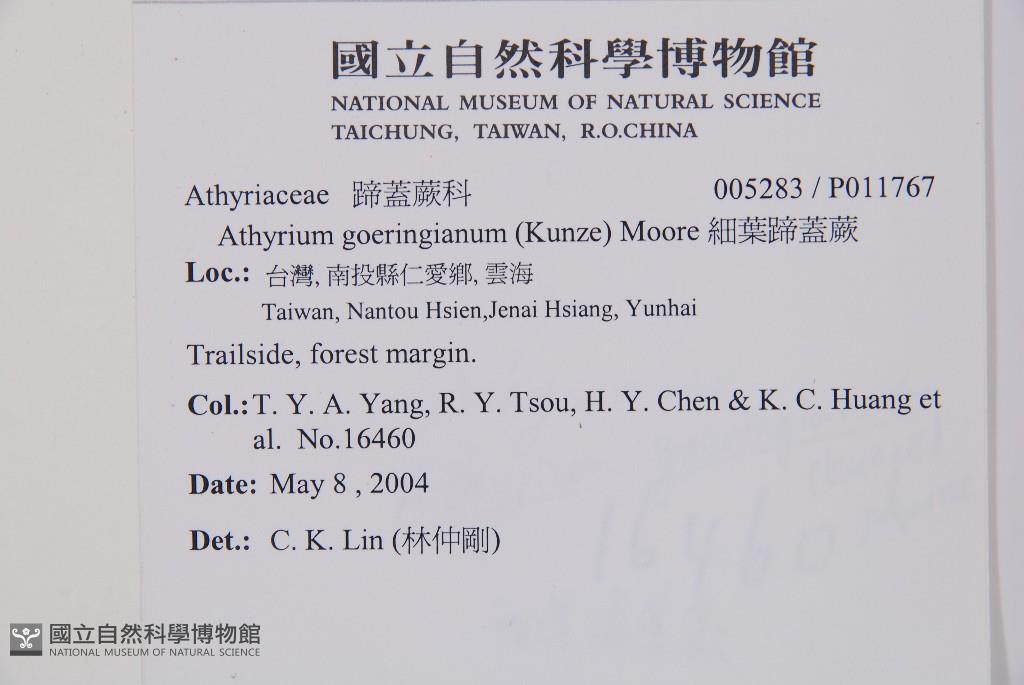 國立自然科學博物館
NATIONAL MUSEUM OF NATURAL SCIENCE
TAICHUNG, TAIWAN, R.O.CHINA
Athyriaceae 蹄蓋蕨科 005283 / P011767
Athyrium goeringianum (Kunze) Moore 細葉蹄蓋蕨
Loc.: 台灣, 南投縣仁愛鄉, 雲海
Taiwan, Nantou Hsien,Jenai Hsiang, Yunhai
Trailside, forest margin.
Col.:T. Y. A. Yang, R. Y. Tsou, H. Y. Chen & K. C. Huang et
al. No.16460
Date: May 8 , 2004
Det.: C. K. Lin (林仲剛)
16460
國立自然科學博物館
NATIONAL MUSEUM OF NATURAL SCIENCE